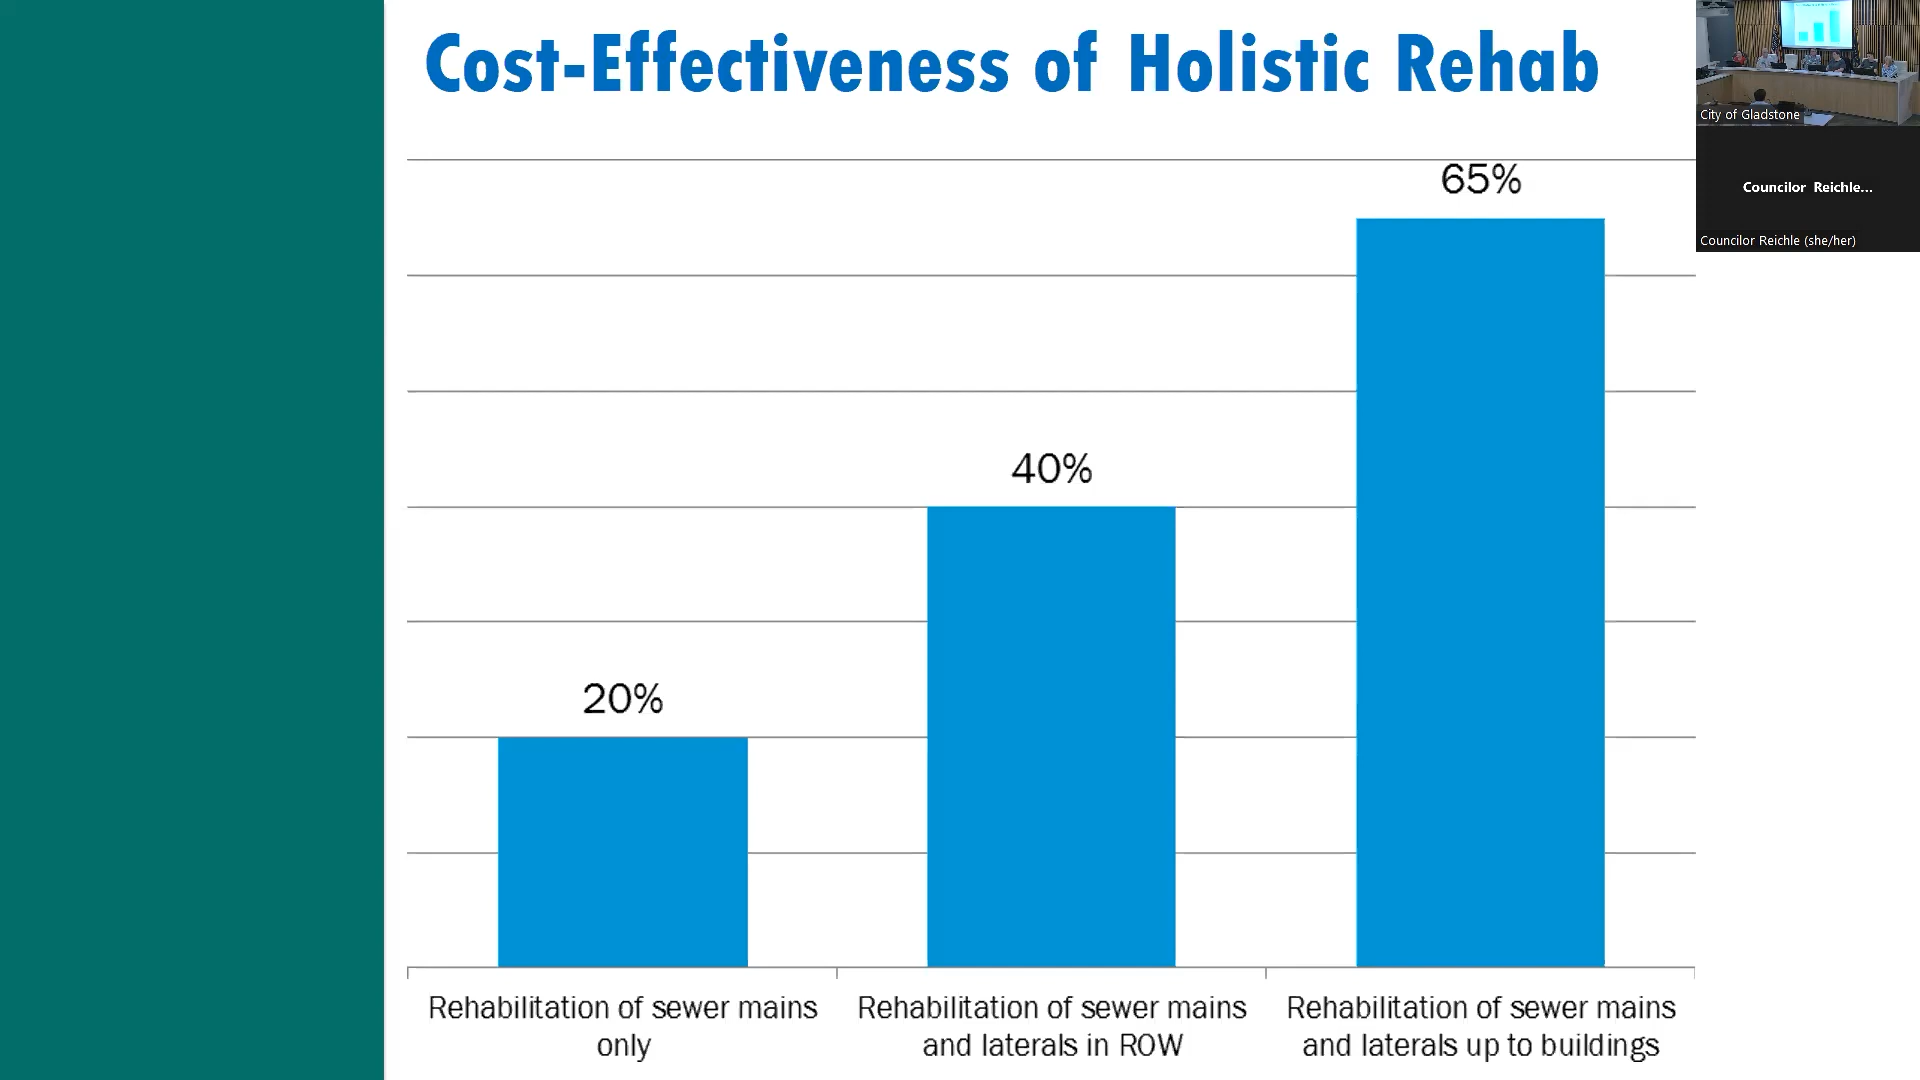 Cost-Effectiveness of Holistic Rehab
City of Gladstone
Councilor Reichle...
Councilor Reichle (she/her)
65%
40%
20%
Rehabilitation of sewer mains
only
Rehabilitation of sewer mains
and laterals in ROW
Rehabilitation of sewer mains
and laterals up to buildings